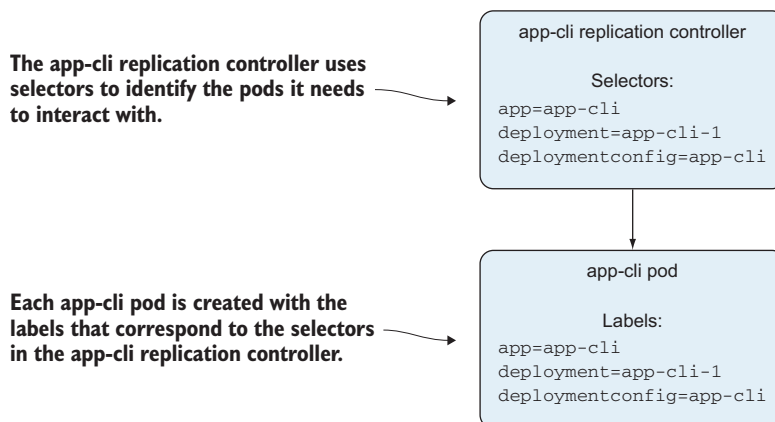 The app-cli replication controller uses
selectors to identify the pods it needs
to interact with.
app-cli replication controller
Selectors:
app=app-cli
deployment=app-cli-1
deploymentconfig=app-cli
Each app-cli pod is created with the
labels that correspond to the selectors
in the app-cli replication controller.
app-cli pod
Labels:
app=app-cli
deployment=app-cli-1
deploymentconfig=app-cli